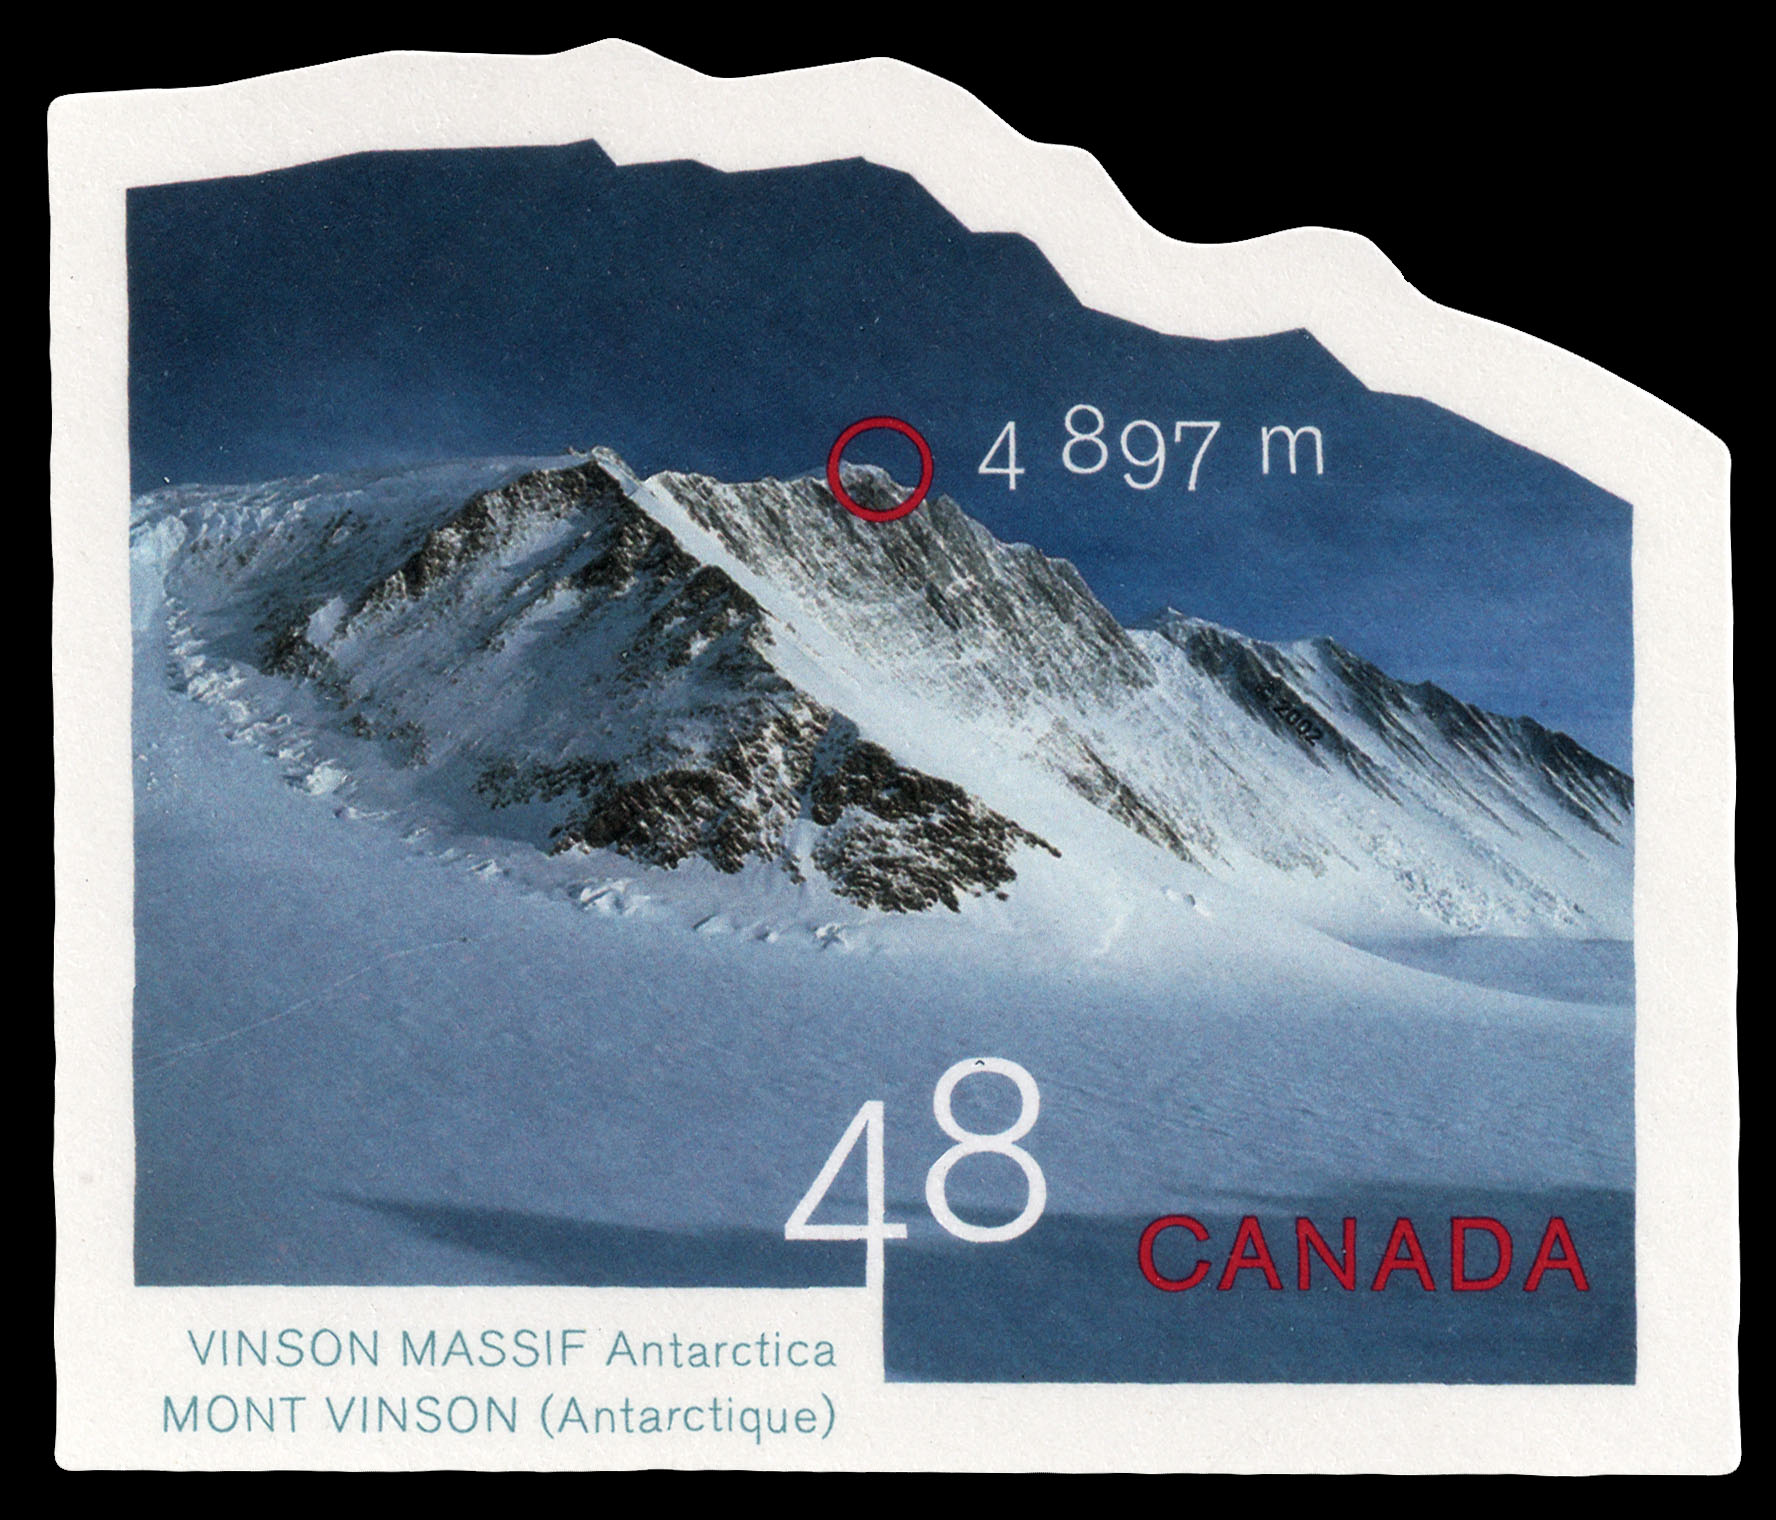 4 897 m
2002
48
CANADA
VINSON MASSIF Antarctica
MONT VINSON (Antarctique)